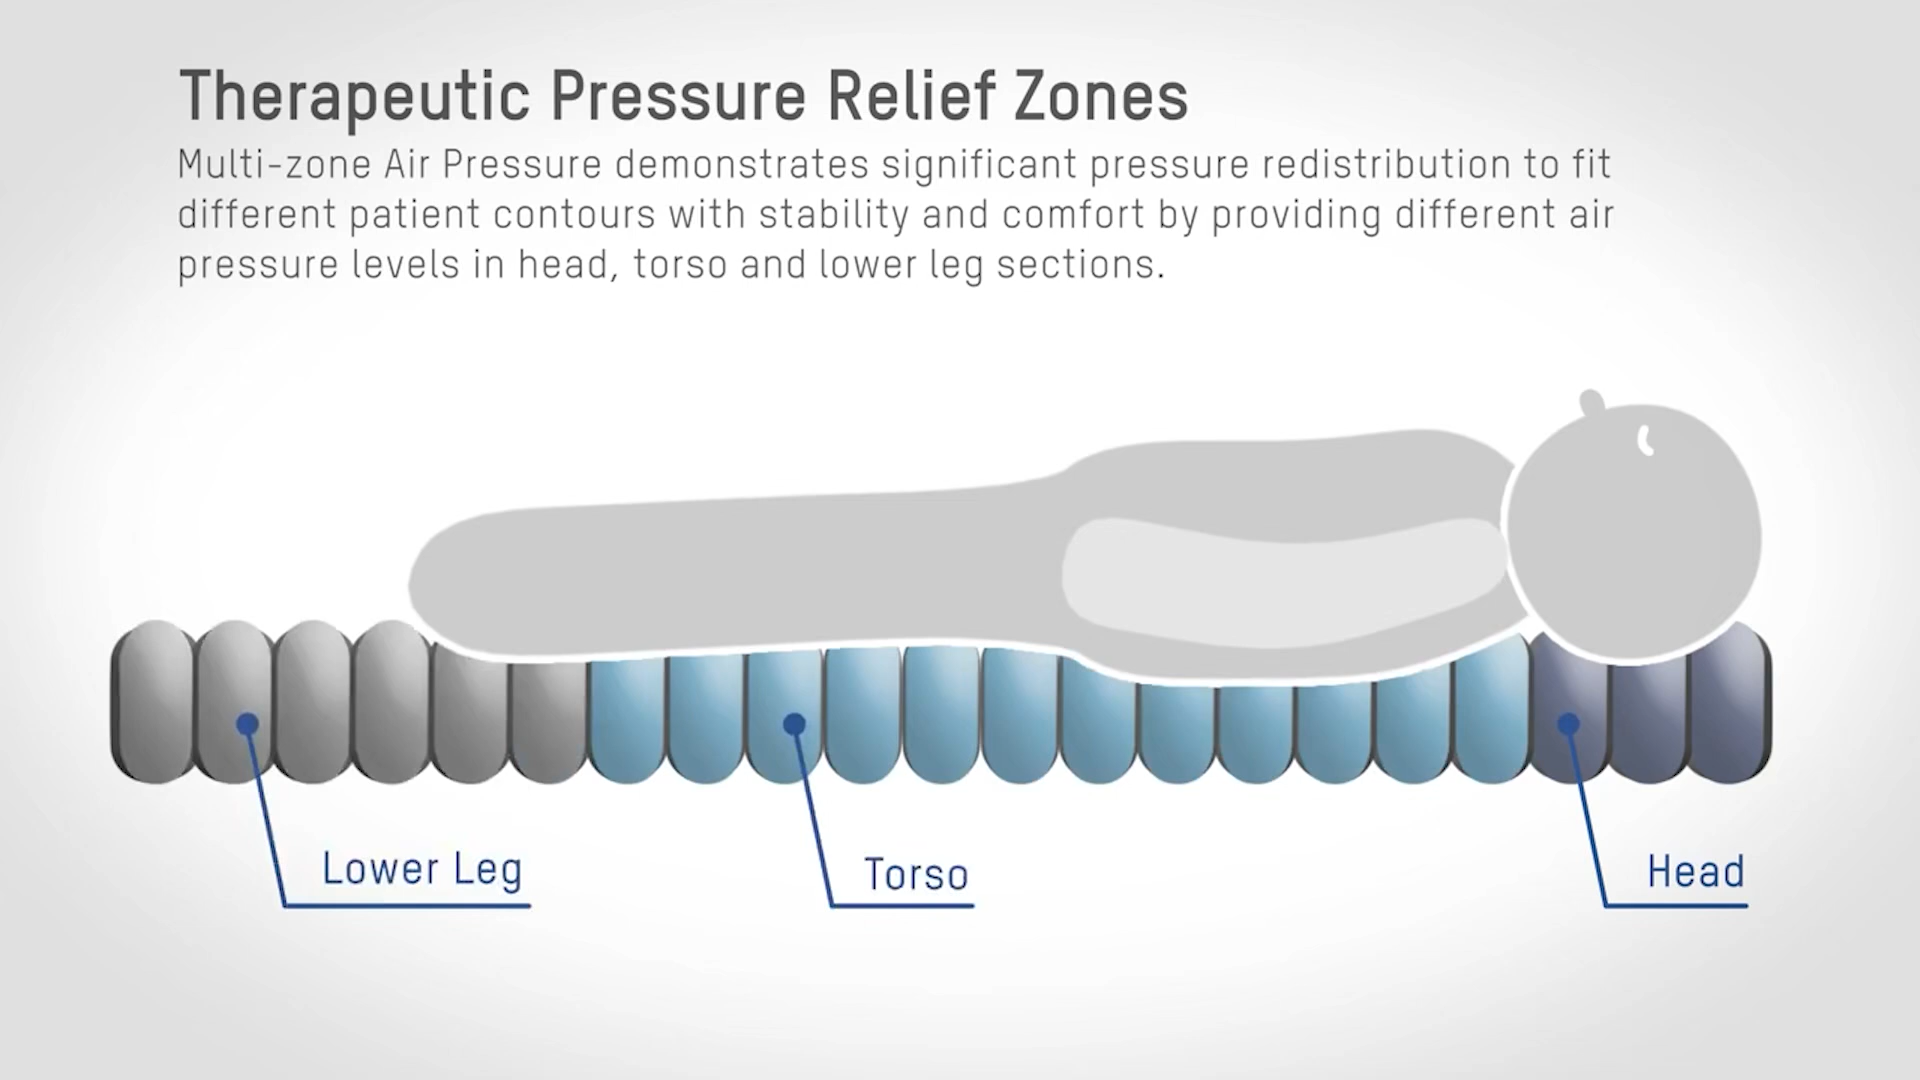 Therapeutic Pressure Relief Zones
Multi-zone Air Pressure demonstrates significant pressure redistribution to fit
different patient contours with stability and comfort by providing different air
pressure levels in head, torso and lower leg sections.
Lower Leg
Torso
Head